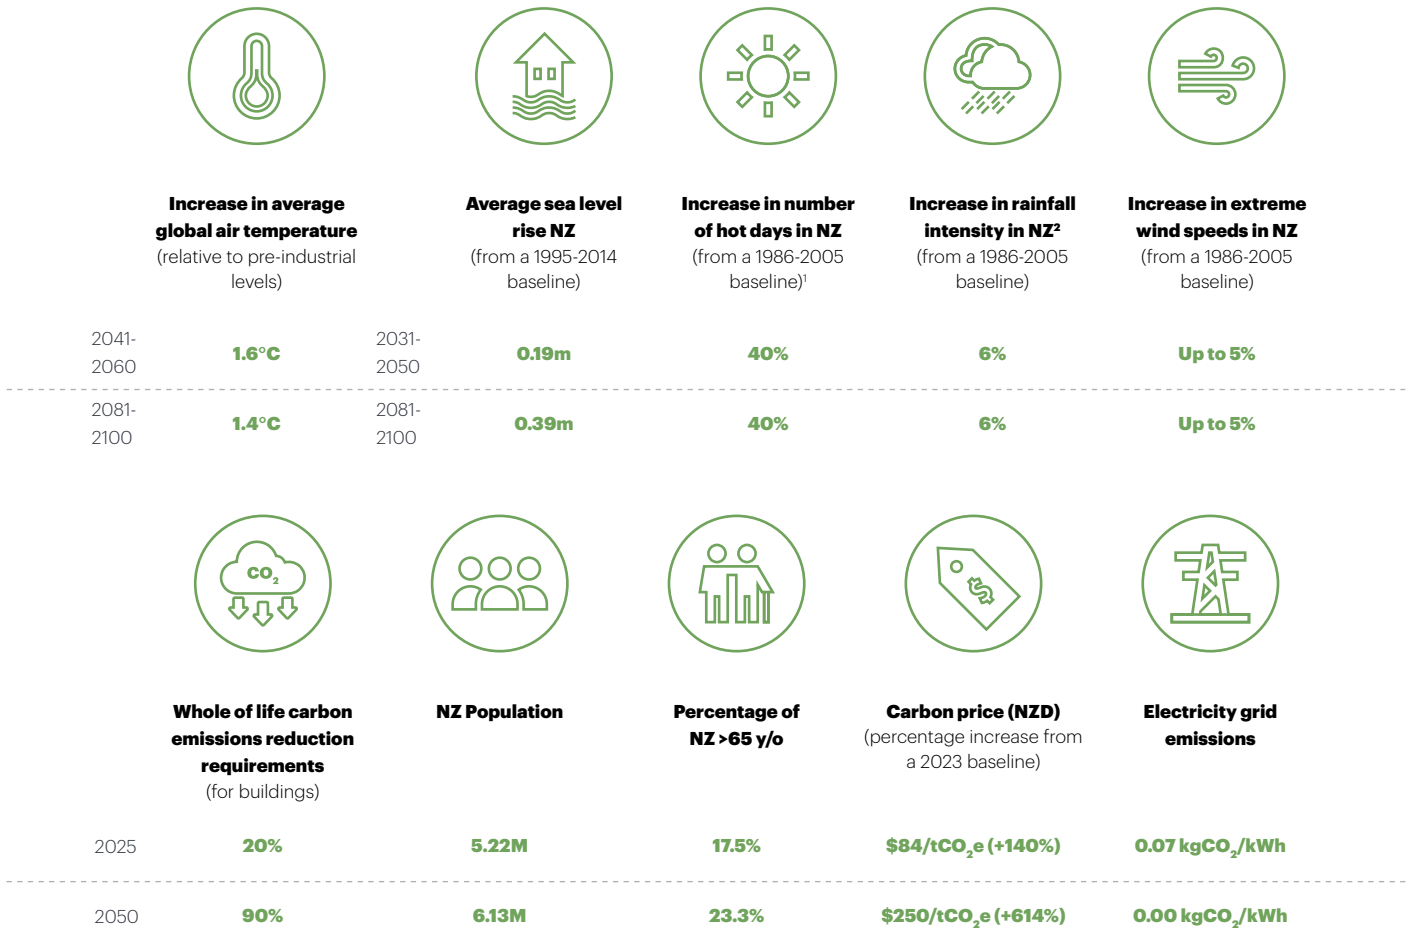 Increase in average
global air temperature
(relative to pre-industrial
levels)
Average sea level
rise NZ
(from a 1995-2014
baseline)
Increase in number
of hot days in NZ
(from a 1986-2005
baseline)¹
Increase in rainfall
intensity in NZ²
(from a 1986-2005
baseline)
Increase in extreme
wind speeds in NZ
(from a 1986-2005
baseline)
2041-
2060
1.6°C
2031-
2050
0.19m
40%
6%
Up to 5%
2081-
2100
1.4°C
2081-
2100
0.39m
40%
6%
Up to 5%
CO₂
$
Whole of life carbon
emissions reduction
requirements
(for buildings)
NZ Population
Percentage of
NZ >65 y/o
Carbon price (NZD)
(percentage increase from
a 2023 baseline)
Electricity grid
emissions
2025
20%
5.22M
17.5%
$84/tCO₂e (+140%)
0.07 kgCO₂/kWh
2050
90%
6.13M
23.3%
$250/tCO₂e (+614%)
0.00 kgCO₂/kWh